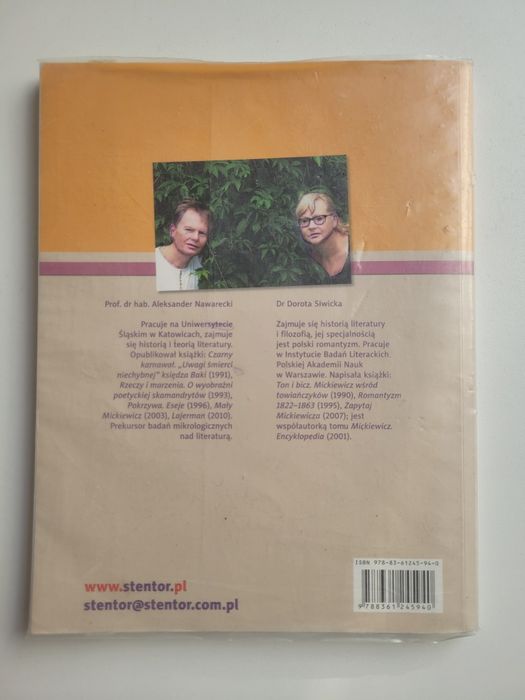 Prof. dr hab. Aleksander Nawarecki
Pracuje na Uniwersytecie
Śląskim w Katowicach, zajmuje
się historią i teorią literatury.
Opublikował książki: Czarny
karnawał. „Uwagi śmierci
niechybnej” księdza Baki (1991),
Rzeczy i marzenia. O wyobraźni
poetyckiej skamandrytów (1993),
Pokrzywa. Eseje (1996), Mały
Mickiewicz (2003), Lajerman (2010).
Prekursor badań mikrologicznych
nad literaturą.
Dr Dorota Siwicka
Zajmuje się historią literatury
i filozofią, jej specjalnością
jest polski romantyzm. Pracuje
w Instytucie Badań Literackich
Polskiej Akademii Nauk
w Warszawie. Napisała książki:
Ton i bicz. Mickiewicz wśród
towiańczyków (1990), Romantyzm
1822–1863 (1995), Zapytaj
Mickiewicza (2007); jest
współautorką tomu Mickiewicz.
Encyklopedia (2001).
www.stentor.pl
stentor@stentor.com.pl
ISBN 978-83-61245-94-0
9 788361 245940